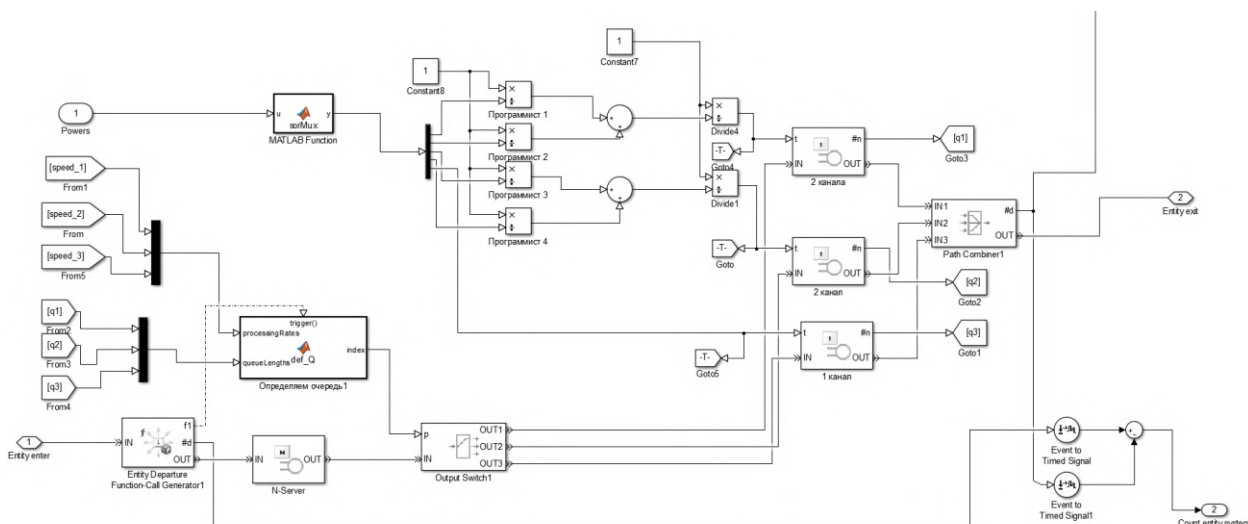 1
Powers
u
sorMux
y
MATLAB Function
1
Constant8
1
Constant7
×
÷
Программист 1
×
÷
Программист 2
×
÷
Программист 3
×
÷
Программист 4
+
+
+
+
×
÷
Divide4
-T-
Goto4
×
÷
Divide1
-T-
Goto
t
IN
#n
OUT
2 канала
[q1]
Goto3
t
IN
#n
OUT
2 канал
[q2]
Goto2
t
IN
#n
OUT
1 канал
[q3]
Goto1
-T-
Goto5
IN1
IN2
IN3
#d
OUT
Path Combiner1
2
Entity exit
[speed_1]
From1
[speed_2]
From
[speed_3]
From5
[q1]
From2
[q2]
From3
[q3]
From4
trigger()
processingRates
def_Q
queueLengths
index
Определяем очередь1
1
Entity enter
IN
f1
#d
OUT
Entity Departure
Function-Call Generator1
IN
OUT
N-Server
p
IN
OUT1
OUT2
OUT3
Output Switch1
Event to
Timed Signal
Event to
Timed Signal1
+
-
2
Count entity system